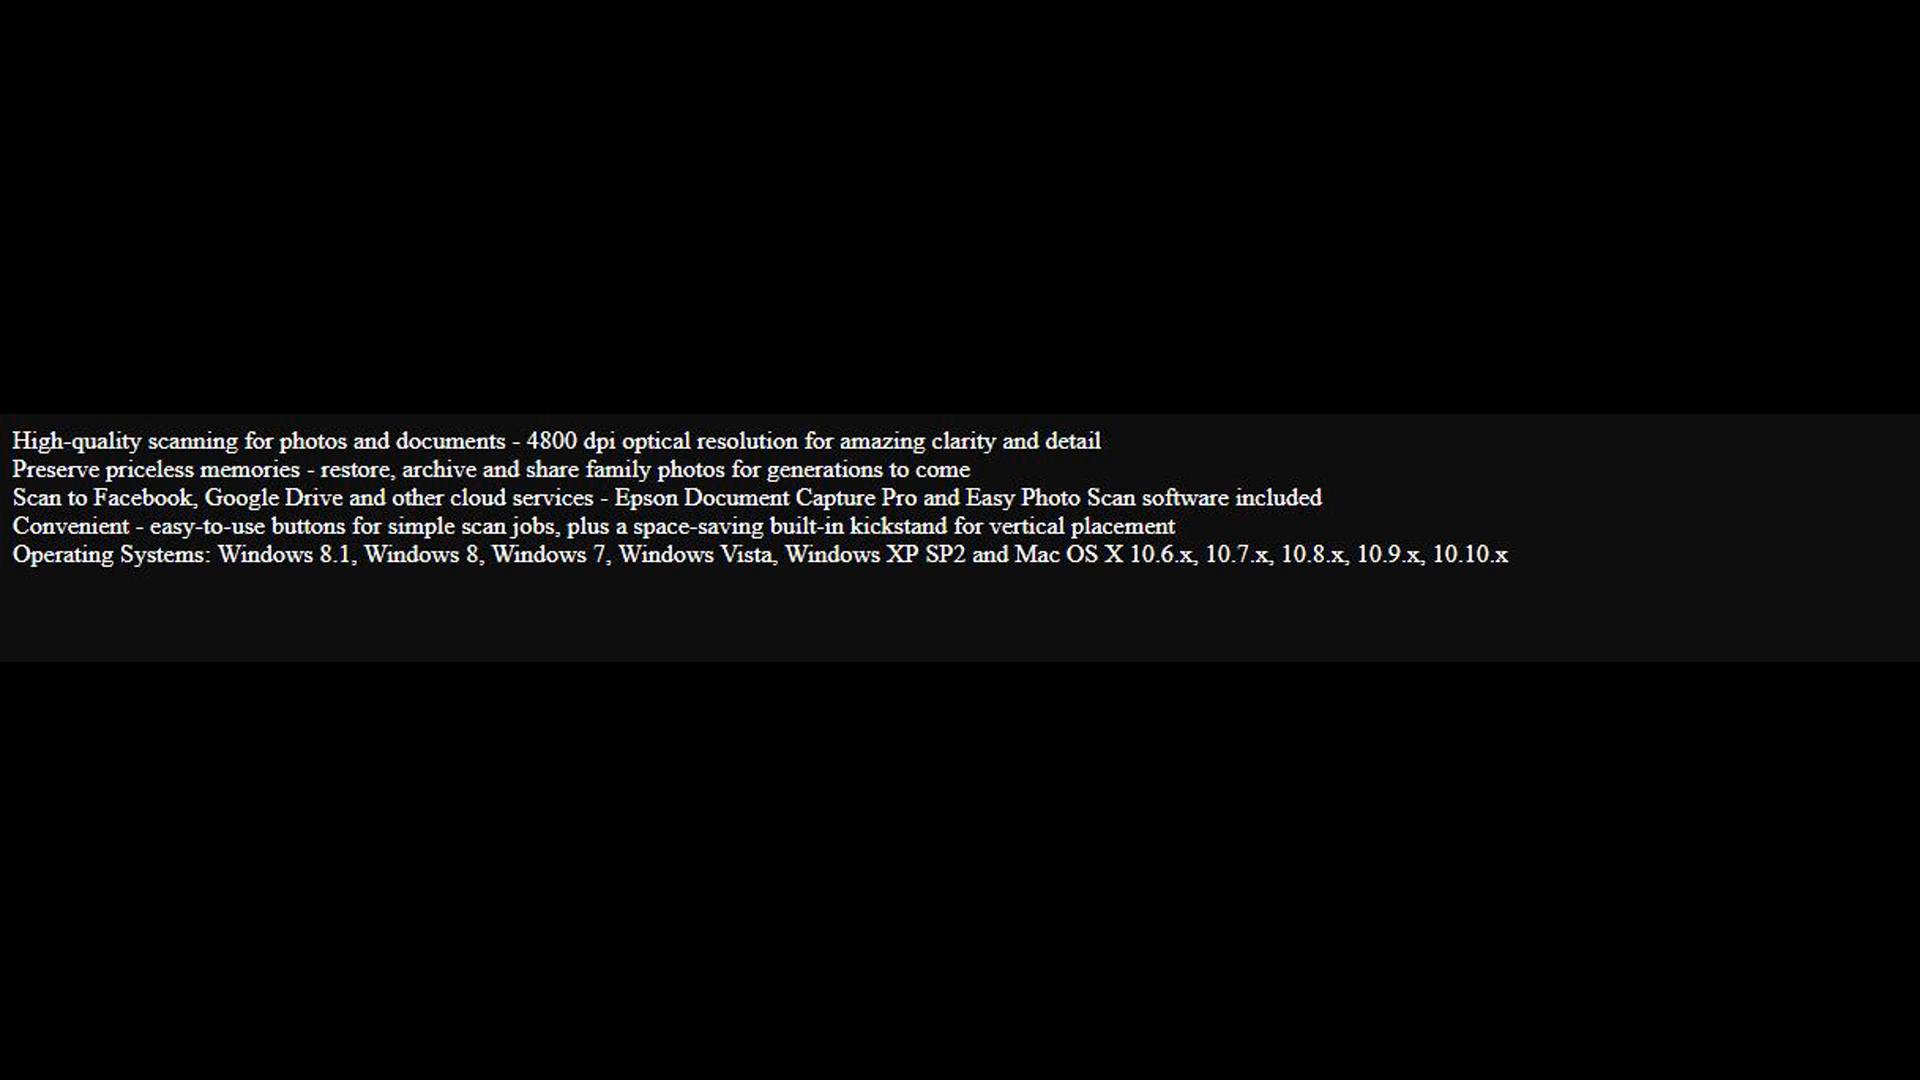 High-quality scanning for photos and documents - 4800 dpi optical resolution for amazing clarity and detail
Preserve priceless memories - restore, archive and share family photos for generations to come
Scan to Facebook, Google Drive and other cloud services - Epson Document Capture Pro and Easy Photo Scan software included
Convenient - easy-to-use buttons for simple scan jobs, plus a space-saving built-in kickstand for vertical placement
Operating Systems: Windows 8.1, Windows 8, Windows 7, Windows Vista, Windows XP SP2 and Mac OS X 10.6.x, 10.7.x, 10.8.x, 10.9.x, 10.10.x